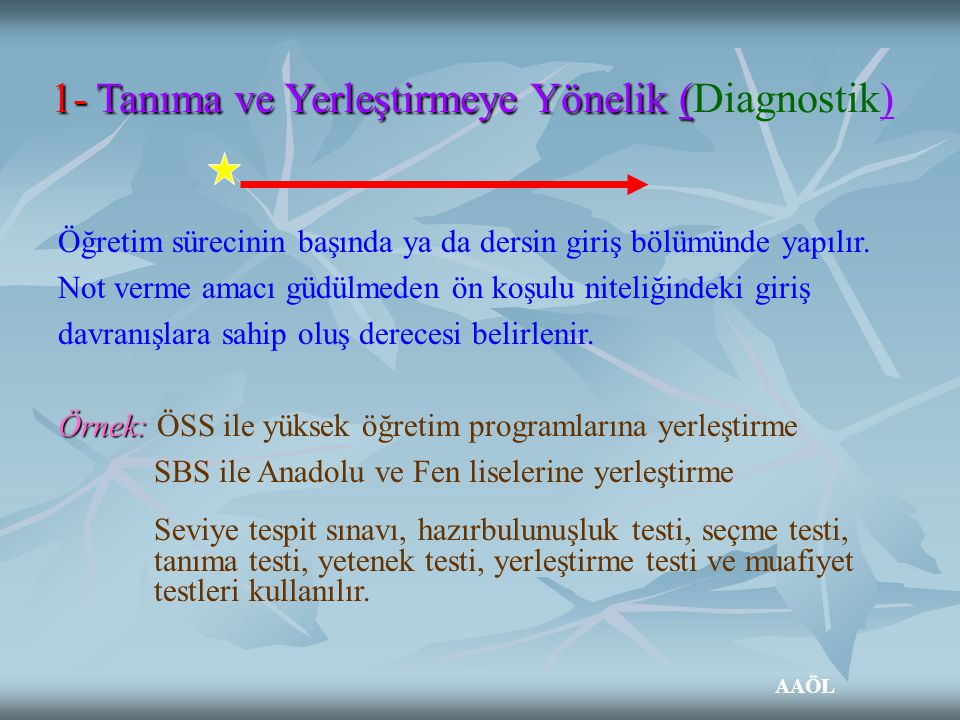 1- Tanıma ve Yerleştirmeye Yönelik (Diagnostik)
Öğretim sürecinin başında ya da dersin giriş bölümünde yapılır.
Not verme amacı güdülmeden ön koşulu niteliğindeki giriş
davranışlara sahip oluş derecesi belirlenir.
Örnek: ÖSS ile yüksek öğretim programlarına yerleştirme
SBS ile Anadolu ve Fen liselerine yerleştirme
Seviye tespit sınavı, hazırbulunuşluk testi, seçme testi,
tanıma testi, yetenek testi, yerleştirme testi ve muafiyet
testleri kullanılır.
AAÖL